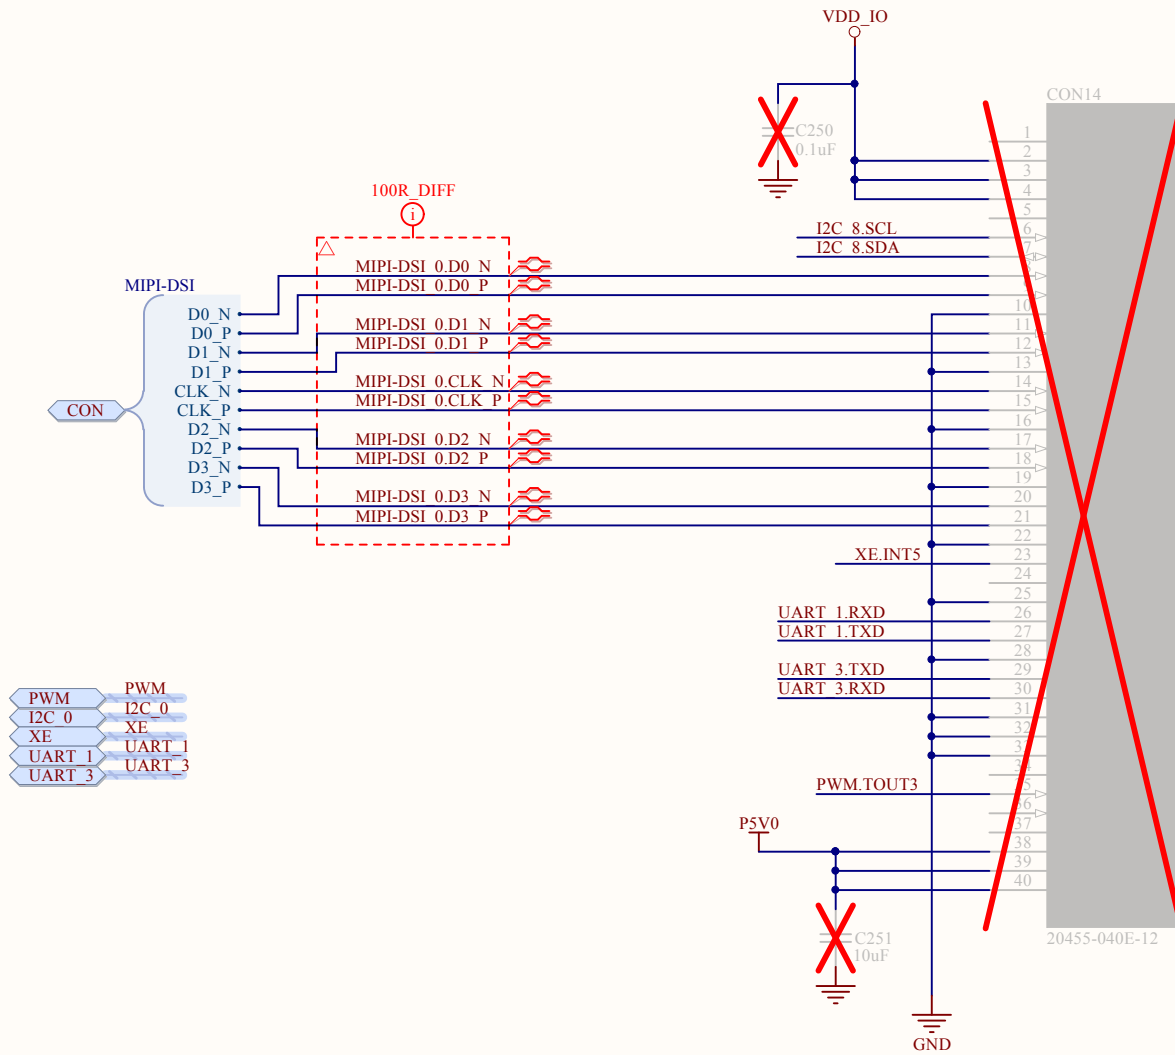 VDD_IO
CON14
C250
0.1uF
1
2
3
4
5
6
7
10
11
12
13
14
15
16
17
18
19
20
21
22
23
24
25
26
27
28
29
30
31
32
36
37
38
39
40
100R_DIFF
i
I2C_8.SCL
I2C_8.SDA
MIPI-DSI
D0_N
D0_P
D1_N
D1_P
CLK_N
CLK_P
D2_N
D2_P
D3_N
D3_P
CON
MIPI-DSI_0.D0_N
MIPI-DSI_0.D0_P
MIPI-DSI_0.D1_N
MIPI-DSI_0.D1_P
MIPI-DSI_0.CLK_N
MIPI-DSI_0.CLK_P
MIPI-DSI_0.D2_N
MIPI-DSI_0.D2_P
MIPI-DSI_0.D3_N
MIPI-DSI_0.D3_P
XE.INT5
UART_1.RXD
UART_1.TXD
UART_3.TXD
UART_3.RXD
PWM PWM
I2C_0 I2C_0
XE XE
UART_1 UART_1
UART_3 UART_3
PWM.TOUT3
P5V0
C251
10uF
20455-040E-12
GND